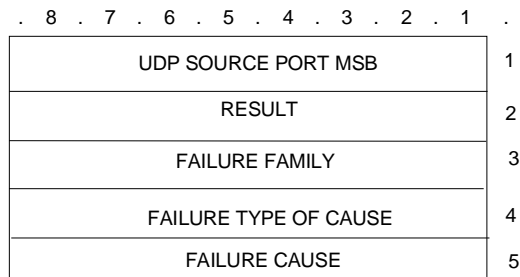 . 8 . 7 . 6 . 5 . 4 . 3 . 2 . 1 .
UDP SOURCE PORT MSB 1
RESULT 2
FAILURE FAMILY 3
FAILURE TYPE OF CAUSE 4
FAILURE CAUSE 5